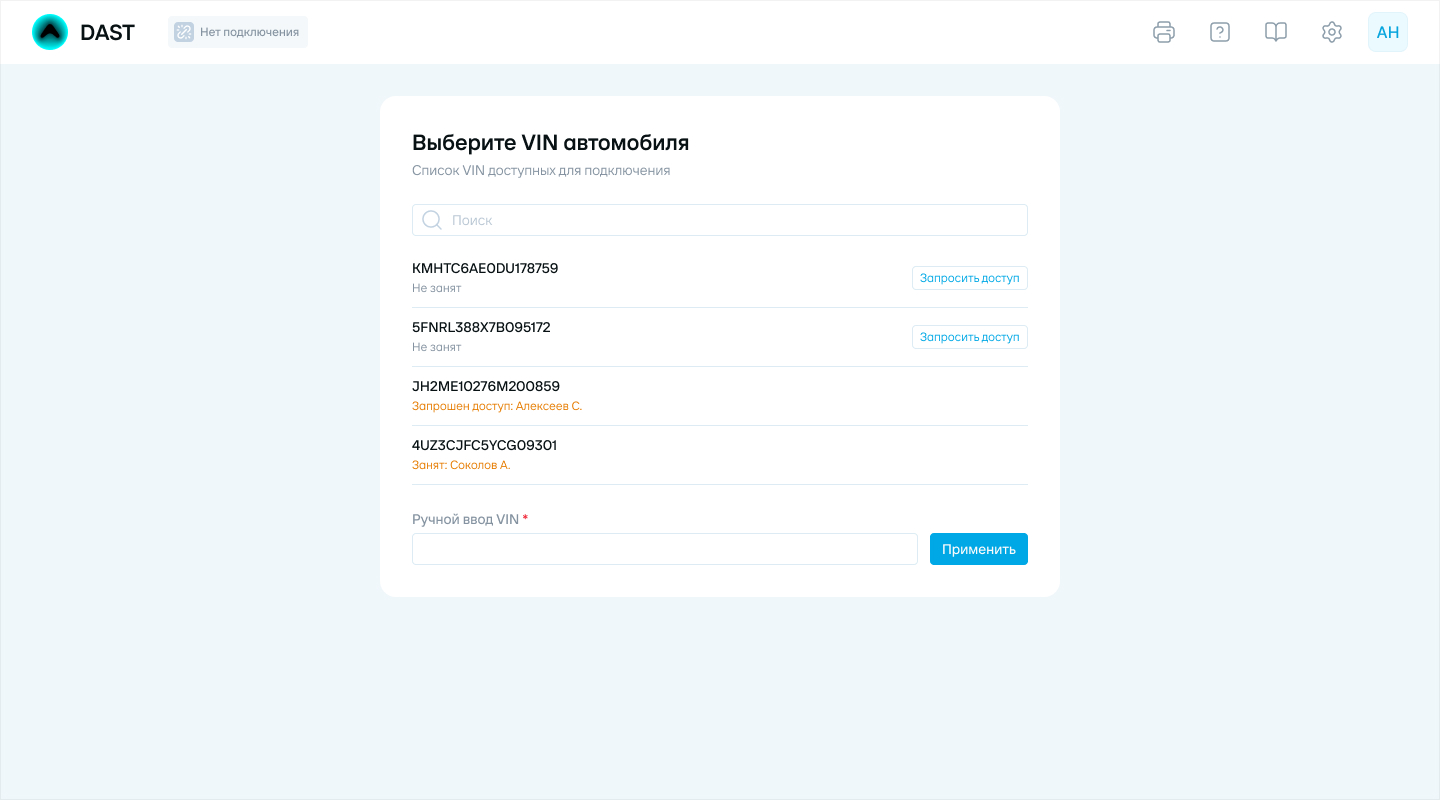 DAST
Нет подключения
АН
Выберите VIN автомобиля
Список VIN доступных для подключения
Поиск
KMHTC6AE0DU178759
Не занят
Запросить доступ
5FNRL388X7B095172
Не занят
Запросить доступ
JH2ME10276M200859
Запрошен доступ: Алексеев С.
4UZ3CJFC5YCG09301
Занят: Соколов А.
Ручной ввод VIN *
Применить